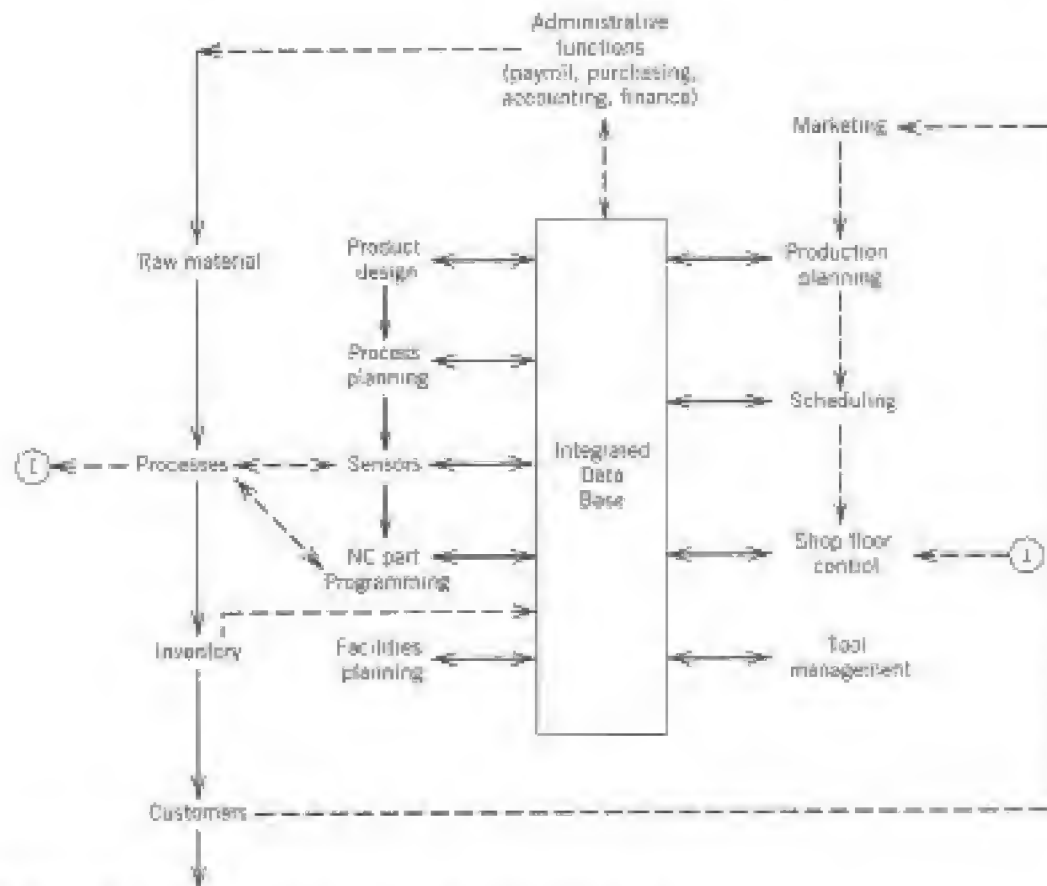 Administrative
functions
(payroll, purchasing,
accounting, finance)
Marketing
Raw material
Product
design
Production
planning
Process
planning
Scheduling
I
Processes
Sensors
Integrated
Data
Base
NC part
Programming
Shop floor
control
1
Inventory
Facilities
planning
Tool
management
Customers